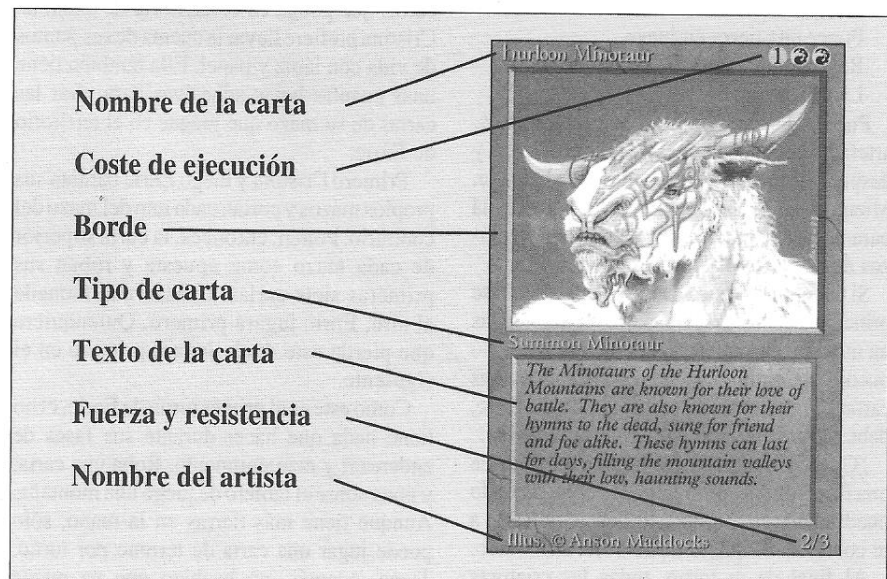 Hurloon Minotaur
1
Nombre de la carta
Coste de ejecución
Borde
Tipo de carta
Summon Minotaur
Texto de la carta
The Minotaurs of the Hurloon
Mountains are known for their love of
battle. They are also known for their
hymns to the dead, sung for friend
and foe alike. These hymns can last
for days, filling the mountain valleys
with their low, haunting sounds.
Fuerza y resistencia
Nombre del artista
Illus. © Anson Maddocks
2/3